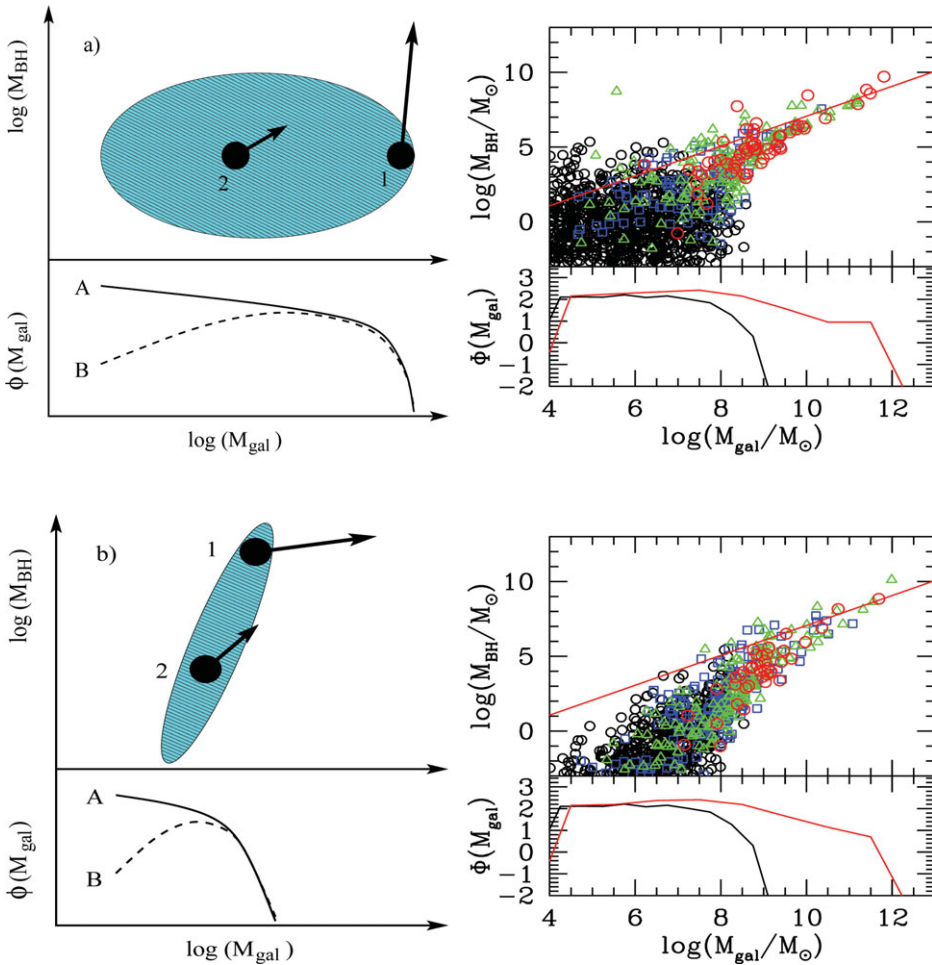 a)
log (M_BH)
2
1
A
B
ϕ (M_gal)
log (M_gal)
log(M_BH/M_⊙)
10
5
0
Φ(M_gal)
3
2
1
0
−1
−2
4 6 8 10 12
log(M_gal/M_⊙)
b)
log (M_BH)
1
2
A
B
ϕ (M_gal)
log (M_gal)
log(M_BH/M_⊙)
10
5
0
Φ(M_gal)
3
2
1
0
−1
−2
4 6 8 10 12
log(M_gal/M_⊙)